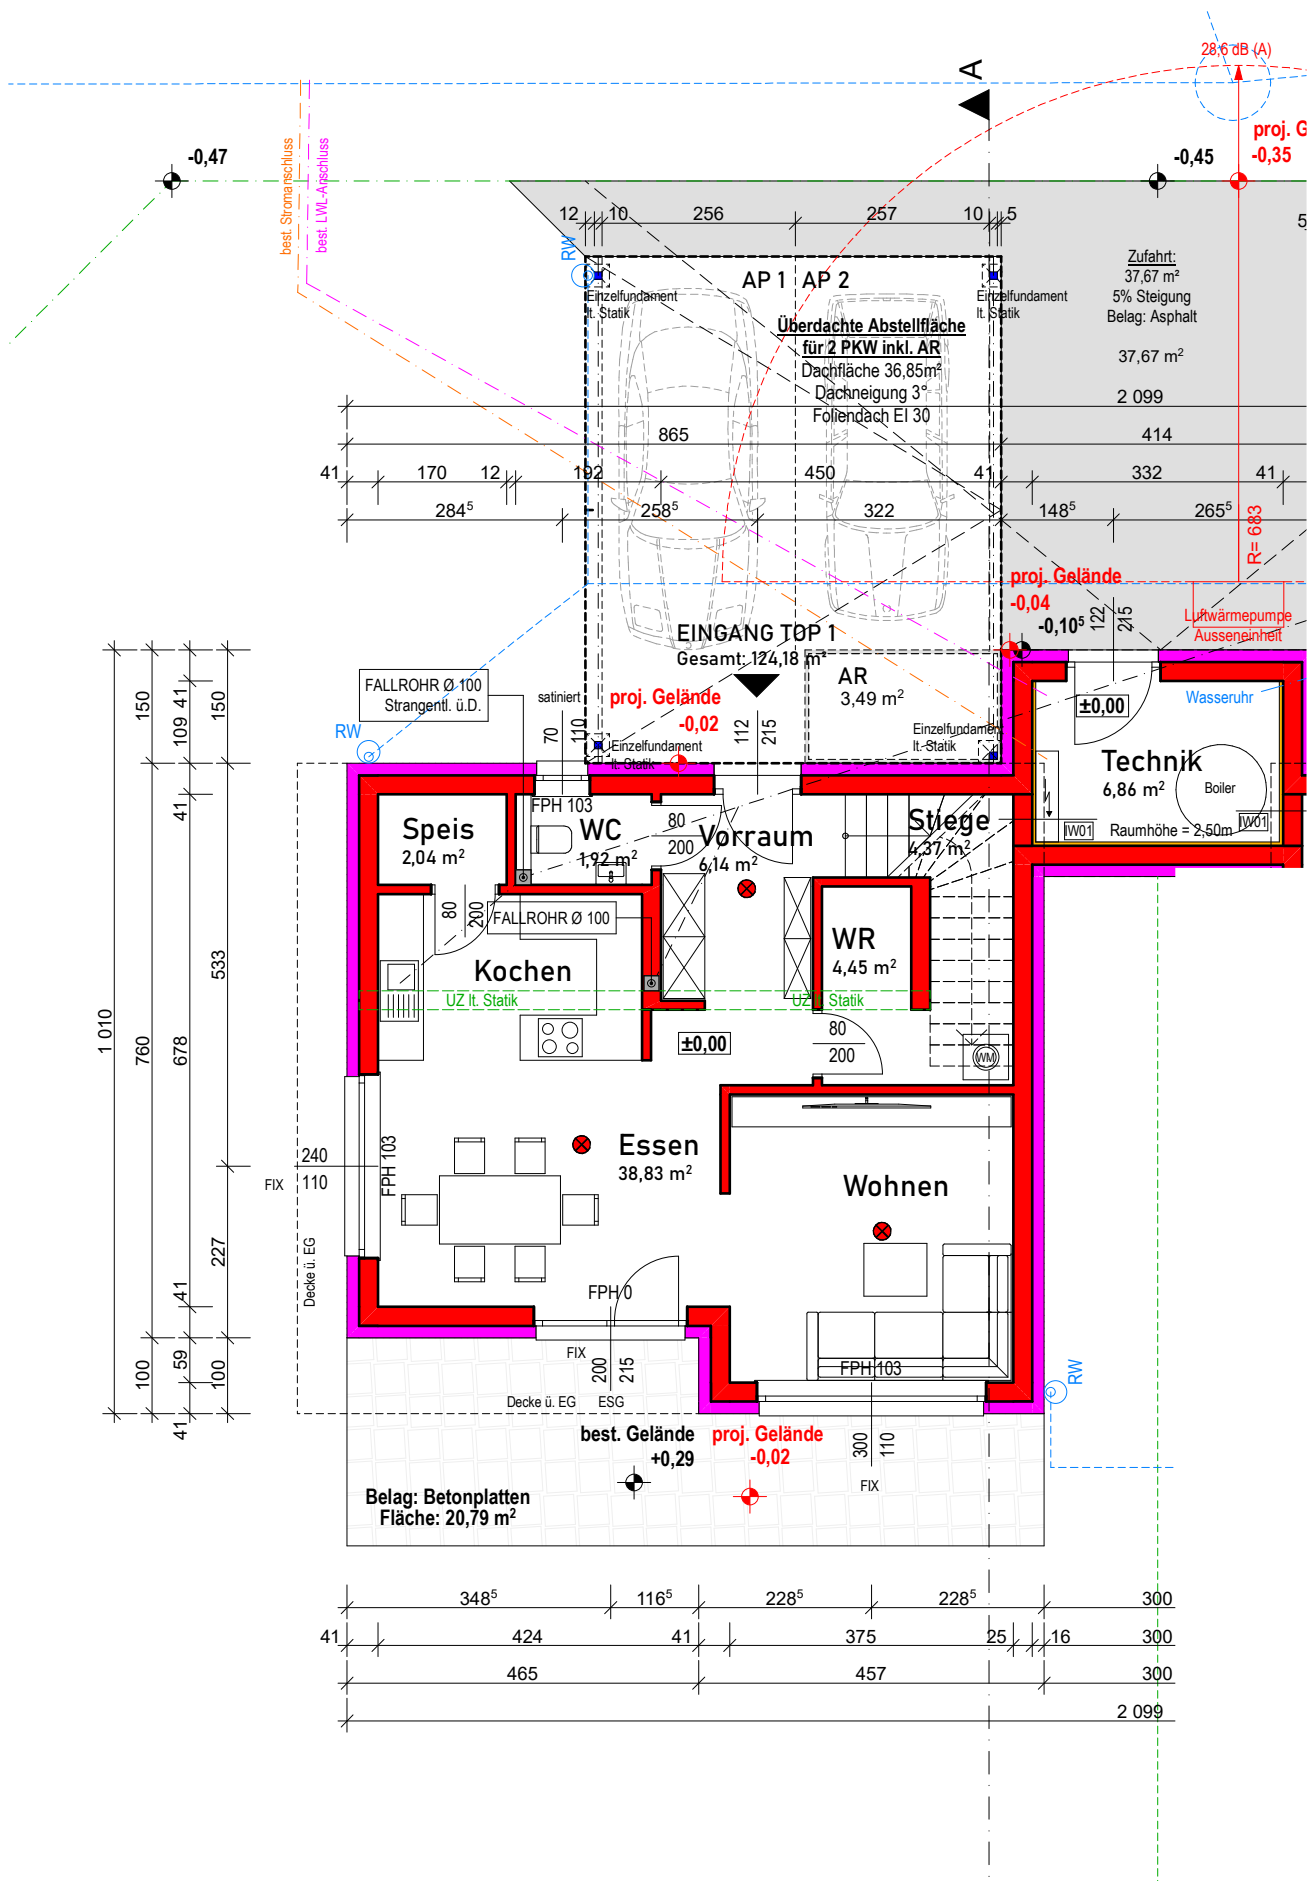 28,6 dB (A)
A
proj. G
-0,35
-0,47
-0,45
best. Stromanschluss
best. LWL-Anschluss
12
10
256
257
10
5
5
RW
AP 1
AP 2
Einzelfundament
lt. Statik
Einzelfundament
lt. Statik
Zufahrt:
37,67 m²
5% Steigung
Belag: Asphalt
37,67 m²
Überdachte Abstellfläche
für 2 PKW inkl. AR
Dachfläche 36,85m²
Dachneigung 3°
Foliendach EI 30
2 099
865
414
41
170
12
192
450
41
332
41
284⁵
258⁵
322
148⁵
265⁵
R= 683
proj. Gelände
-0,04
-0,10⁵
122
215
Luftwärmepumpe
Ausseneinheit
EINGANG TOP 1
Gesamt: 124,18 m²
AR
3,49 m²
FALLROHR Ø 100
Strangentl. ü.D.
satiniert
proj. Gelände
-0,02
Wasseruhr
±0,00
RW
70
110
112
215
Einzelfundament
lt. Statik
Einzelfundament
lt. Statik
Technik
6,86 m²
Boiler
Raumhöhe = 2,50m
IW01
IW01
FPH 103
Speis
2,04 m²
WC
1,92 m²
80
200
Vorraum
6,14 m²
Stiege
4,37 m²
80
200
FALLROHR Ø 100
WR
4,45 m²
Kochen
UZ lt. Statik
UZ lt. Statik
±0,00
80
200
WM
1 010
150
760
100
41
109
41
678
41
59
41
150
533
227
100
240
110
FIX
FPH 103
Essen
38,83 m²
Wohnen
Decke ü. EG
FPH 0
FIX
200
215
Decke ü. EG
ESG
FPH 103
300
110
FIX
RW
best. Gelände
+0,29
proj. Gelände
-0,02
Belag: Betonplatten
Fläche: 20,79 m²
348⁵
116⁵
228⁵
228⁵
300
41
424
41
375
25
16
300
465
457
300
2 099